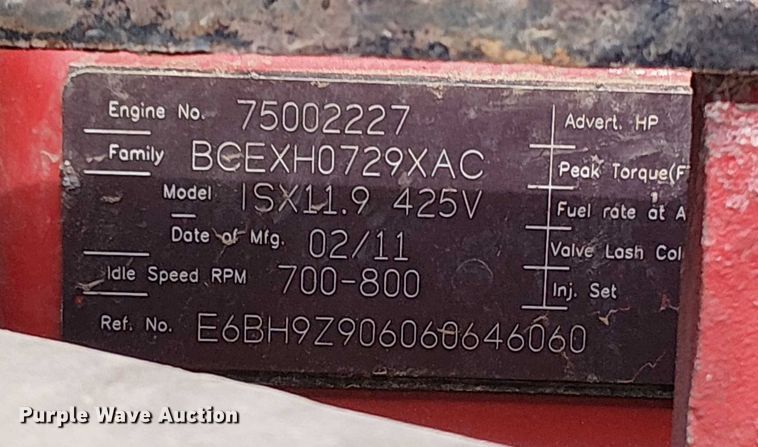 Engine No. 75002227 Advert. HP
Family BCEXH0729XAC Peak Torque(F
Model ISX11.9 425V Fuel rate at A
Date of Mfg. 02/11 Valve Lash Col
Idle Speed RPM 700-800 Inj. Set
Ref. No. E6BH9Z906060646060
Purple Wave Auction